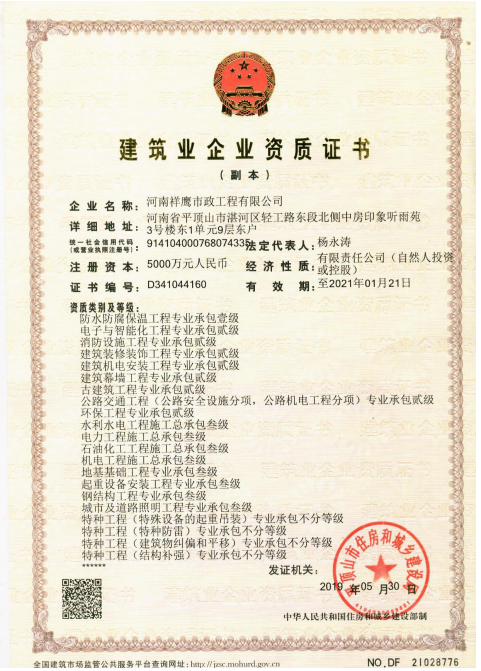 建筑业企业资质证书
(副本)
企业名称：河南祥鹰市政工程有限公司
详细地址：河南省平顶山市湛河区轻工路东段北侧中房印象听雨苑
3号楼东1单元9层东户
统一社会信用代码
(或营业执照注册号)：
法定代表人：杨永涛
注册资本：5000万元人民币
经济性质：有限责任公司（自然人投资
或控股）
证书编号：D341044160
有效期：至2021年01月21日
资质类别及等级：
防水防腐保温工程专业承包壹级
电子与智能化工程专业承包贰级
消防设施工程专业承包贰级
建筑装修装饰工程专业承包贰级
建筑机电安装工程专业承包贰级
建筑幕墙工程专业承包贰级
古建筑工程专业承包贰级
公路交通工程（公路安全设施分项，公路机电工程分项）专业承包贰级
环保工程专业承包贰级
水利水电工程施工总承包叁级
电力工程施工总承包叁级
石油化工工程施工总承包叁级
机电工程施工总承包叁级
地基基础工程专业承包叁级
起重设备安装工程专业承包叁级
钢结构工程专业承包叁级
城市及道路照明工程专业承包叁级
特种工程（特殊设备的起重吊装）专业承包不分等级
特种工程（特种防雷）专业承包不分等级
特种工程（建筑物纠偏和平移）专业承包不分等级
特种工程（结构补强）专业承包不分等级
******
发证机关：
平顶山市住房和城乡建设局
2019年05月30日
中华人民共和国住房和城乡建设部制
全国建筑市场监管公共服务平台查询网址: http://jzsc.mohurd.gov.cn
NO.DF 21028776